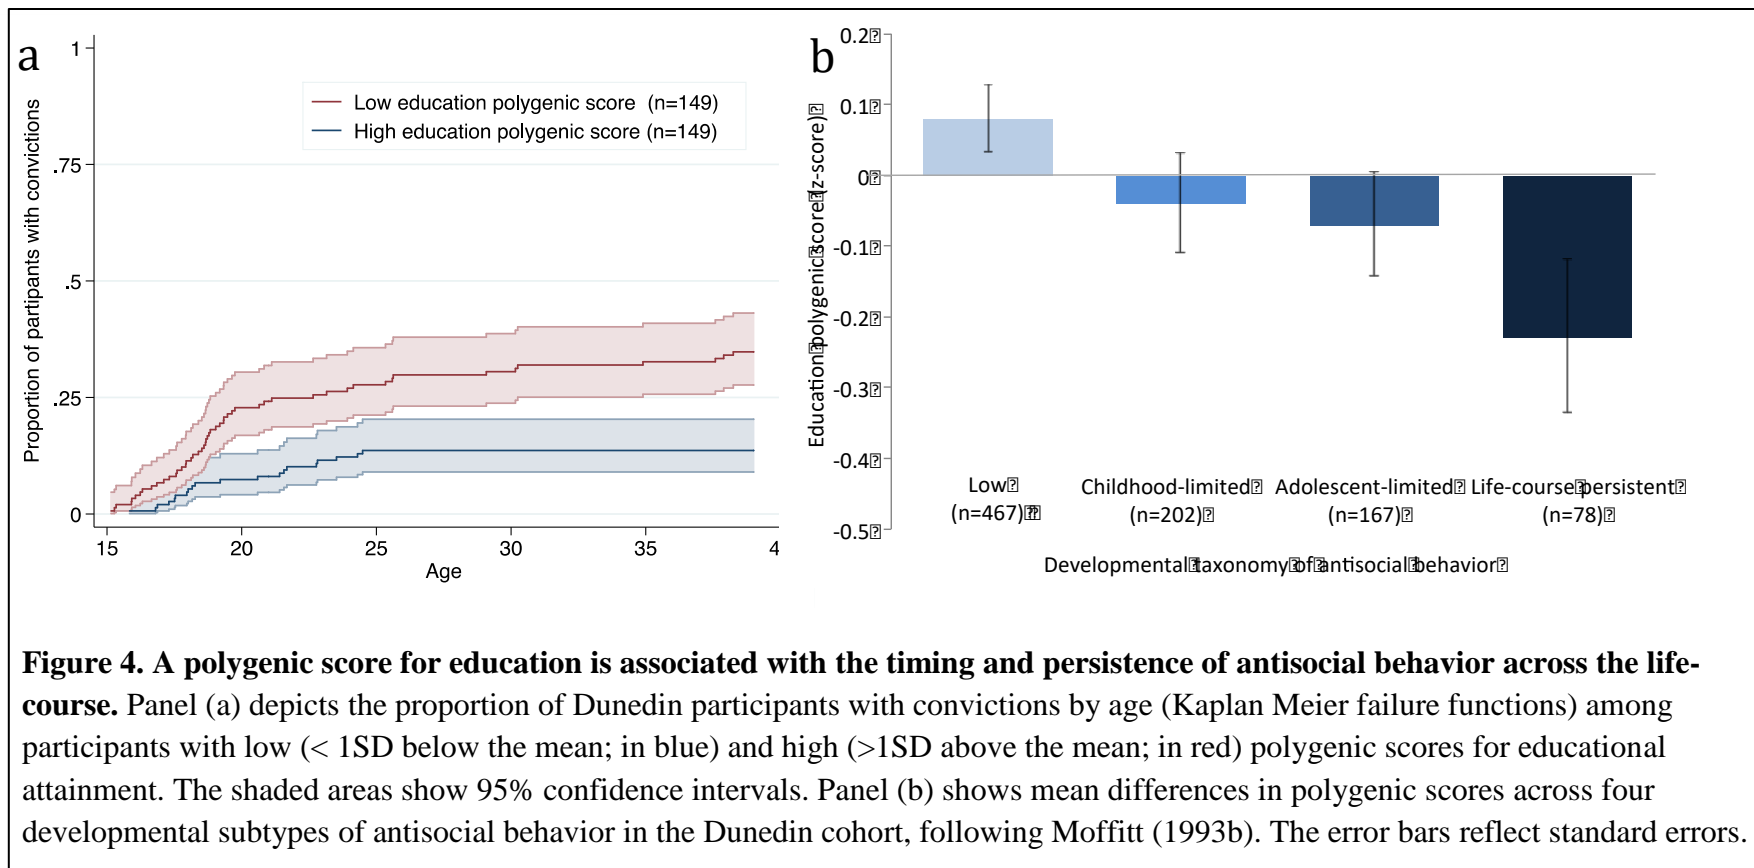 a
1
.75
.5
.25
0
Proportion of partipants with convictions
Low education polygenic score (n=149)
High education polygenic score (n=149)
15 20 25 30 35 4
Age
b
0.2
0.1
0
-0.1
-0.2
-0.3
-0.4
-0.5
Education polygenic score (z-score)
Low Childhood-limited Adolescent-limited Life-course persistent
(n=467) (n=202) (n=167) (n=78)
Developmental taxonomy of antisocial behavior
Figure 4. A polygenic score for education is associated with the timing and persistence of antisocial behavior across the life-
course. Panel (a) depicts the proportion of Dunedin participants with convictions by age (Kaplan Meier failure functions) among
participants with low (< 1SD below the mean; in blue) and high (>1SD above the mean; in red) polygenic scores for educational
attainment. The shaded areas show 95% confidence intervals. Panel (b) shows mean differences in polygenic scores across four
developmental subtypes of antisocial behavior in the Dunedin cohort, following Moffitt (1993b). The error bars reflect standard errors.